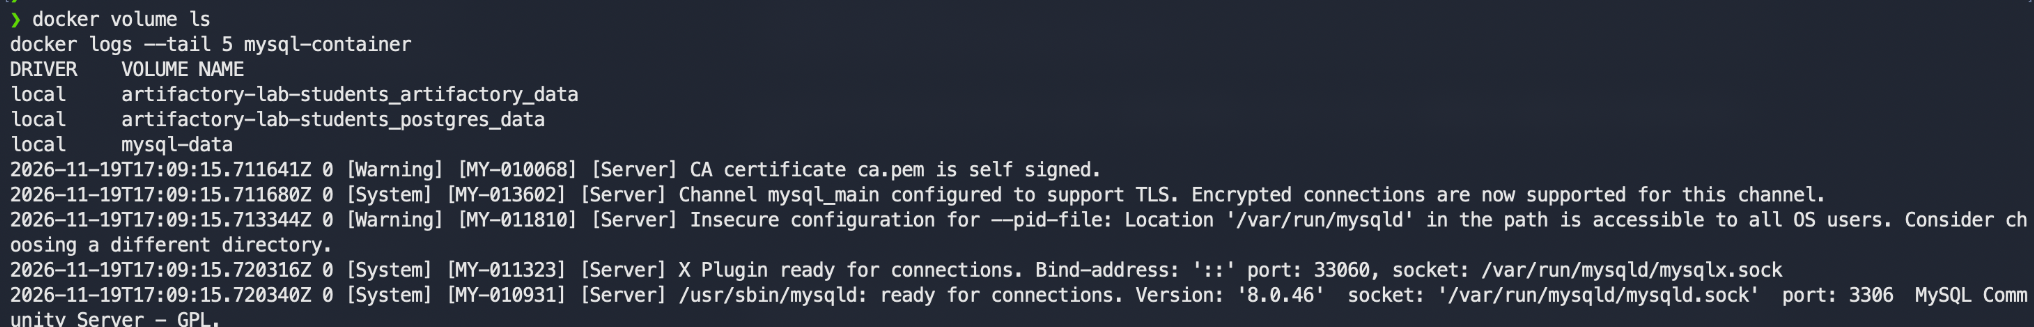 ❯ docker volume ls
docker logs --tail 5 mysql-container
DRIVER    VOLUME NAME
local     artifactory-lab-students_artifactory_data
local     artifactory-lab-students_postgres_data
local     mysql-data
2026-11-19T17:09:15.711641Z 0 [Warning] [MY-010068] [Server] CA certificate ca.pem is self signed.
2026-11-19T17:09:15.711680Z 0 [System] [MY-013602] [Server] Channel mysql_main configured to support TLS. Encrypted connections are now supported for this channel.
2026-11-19T17:09:15.713344Z 0 [Warning] [MY-011810] [Server] Insecure configuration for --pid-file: Location '/var/run/mysqld' in the path is accessible to all OS users. Consider ch
oosing a different directory.
2026-11-19T17:09:15.720316Z 0 [System] [MY-011323] [Server] X Plugin ready for connections. Bind-address: '::' port: 33060, socket: /var/run/mysqld/mysqlx.sock
2026-11-19T17:09:15.720340Z 0 [System] [MY-010931] [Server] /usr/sbin/mysqld: ready for connections. Version: '8.0.46'  socket: '/var/run/mysqld/mysqld.sock'  port: 3306  MySQL Comm
unity Server - GPL.